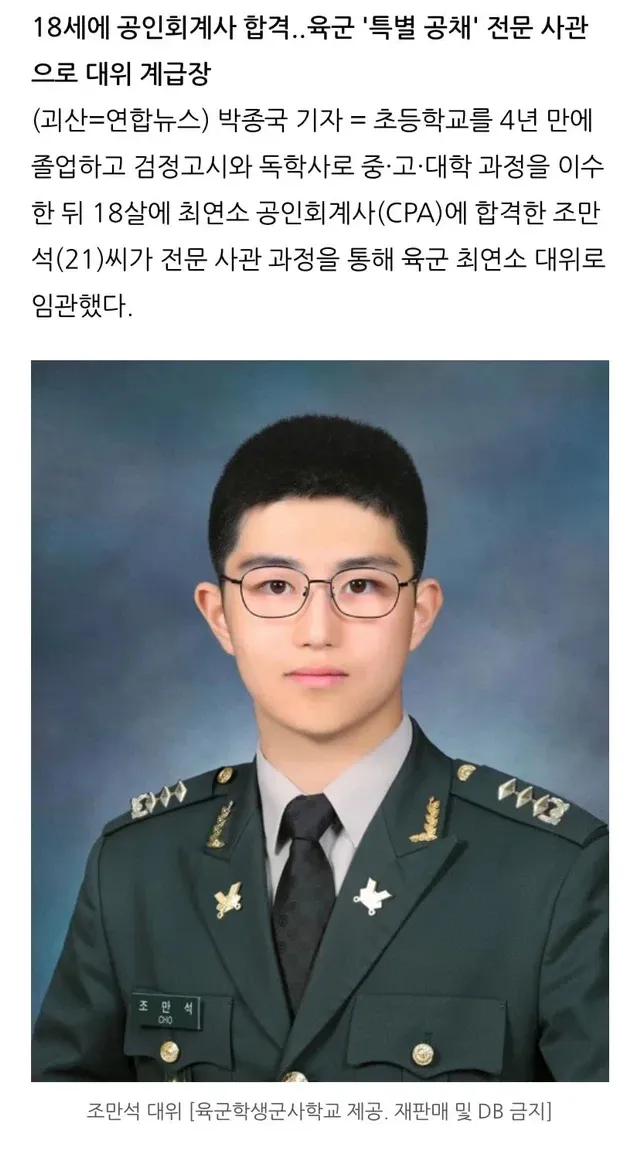 18세에 공인회계사 합격..육군 '특별 공채' 전문 사관
으로 대위 계급장
(괴산=연합뉴스) 박종국 기자 = 초등학교를 4년 만에
졸업하고 검정고시와 독학사로 중·고·대학 과정을 이수
한 뒤 18살에 최연소 공인회계사(CPA)에 합격한 조만
석(21)씨가 전문 사관 과정을 통해 육군 최연소 대위로
임관했다.
조 만 석
CHO
조만석 대위 [육군학생군사학교 제공. 재판매 및 DB 금지]